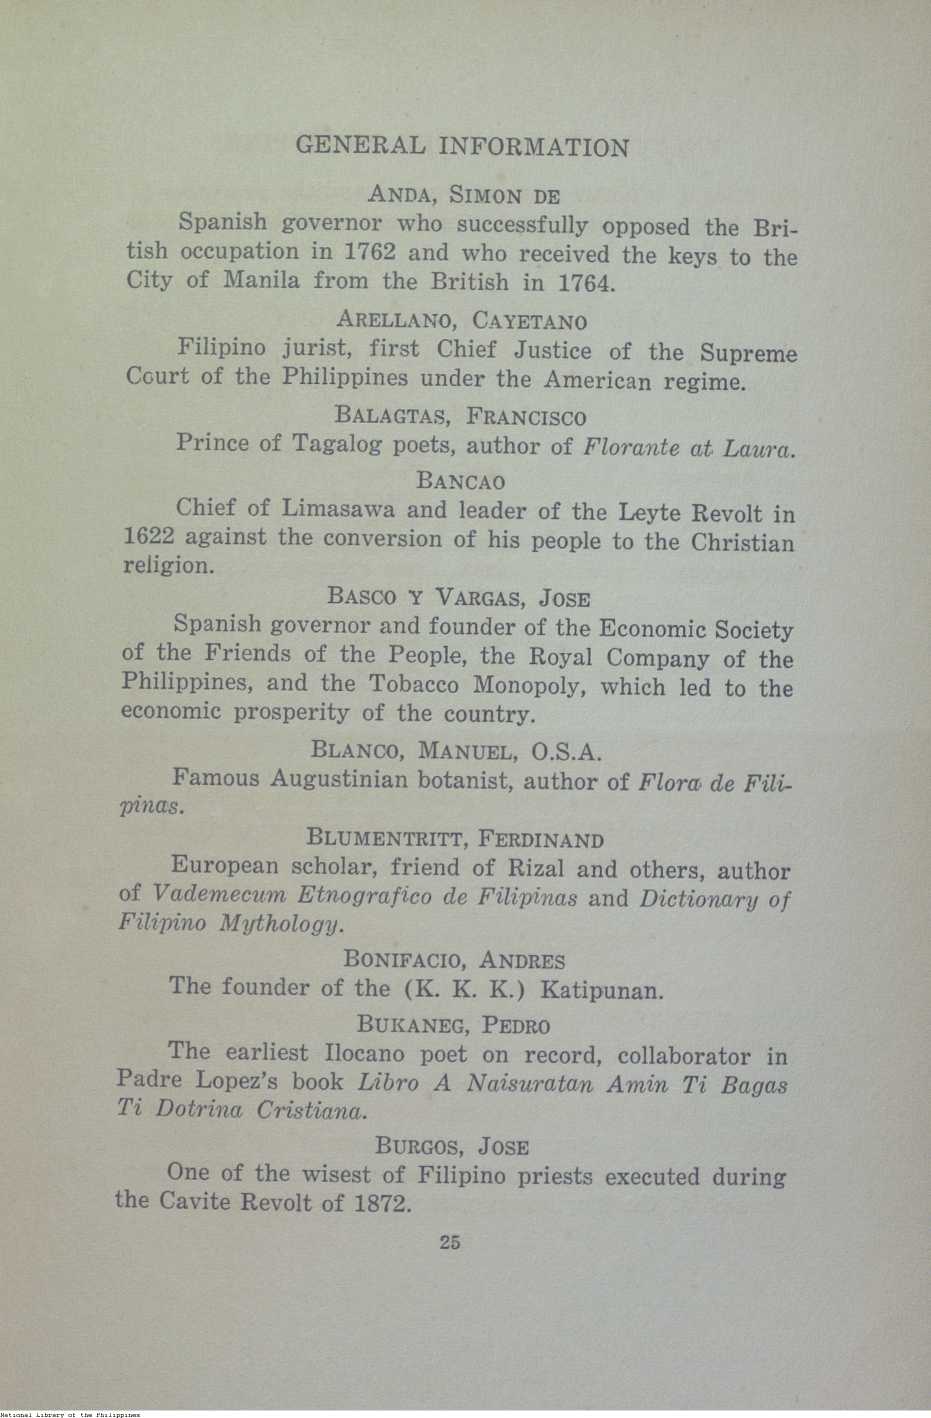 GENERAL INFORMATION
ANDA, SIMON DE
Spanish governor who successfully opposed the Bri-
tish occupation in 1762 and who received the keys to the
City of Manila from the British in 1764.
ARELLANO, CAYETANO
Filipino jurist, first Chief Justice of the Supreme
Court of the Philippines under the American regime.
BALAGTAS, FRANCISCO
Prince of Tagalog poets, author of Florante at Laura.
BANCAO
Chief of Limasawa and leader of the Leyte Revolt in
1622 against the conversion of his people to the Christian
religion.
BASCO Y VARGAS, JOSE
Spanish governor and founder of the Economic Society
of the Friends of the People, the Royal Company of the
Philippines, and the Tobacco Monopoly, which led to the
economic prosperity of the country.
BLANCO, MANUEL, O.S.A.
Famous Augustinian botanist, author of Flora de Fili-
pinas.
BLUMENTRITT, FERDINAND
European scholar, friend of Rizal and others, author
of Vademecum Etnografico de Filipinas and Dictionary of
Filipino Mythology.
BONIFACIO, ANDRES
The founder of the (K. K. K.) Katipunan.
BUKANEG, PEDRO
The earliest Ilocano poet on record, collaborator in
Padre Lopez's book Libro A Naisuratan Amin Ti Bagas
Ti Dotrina Cristiana.
BURGOS, JOSE
One of the wisest of Filipino priests executed during
the Cavite Revolt of 1872.
25
National Library of the Philippines